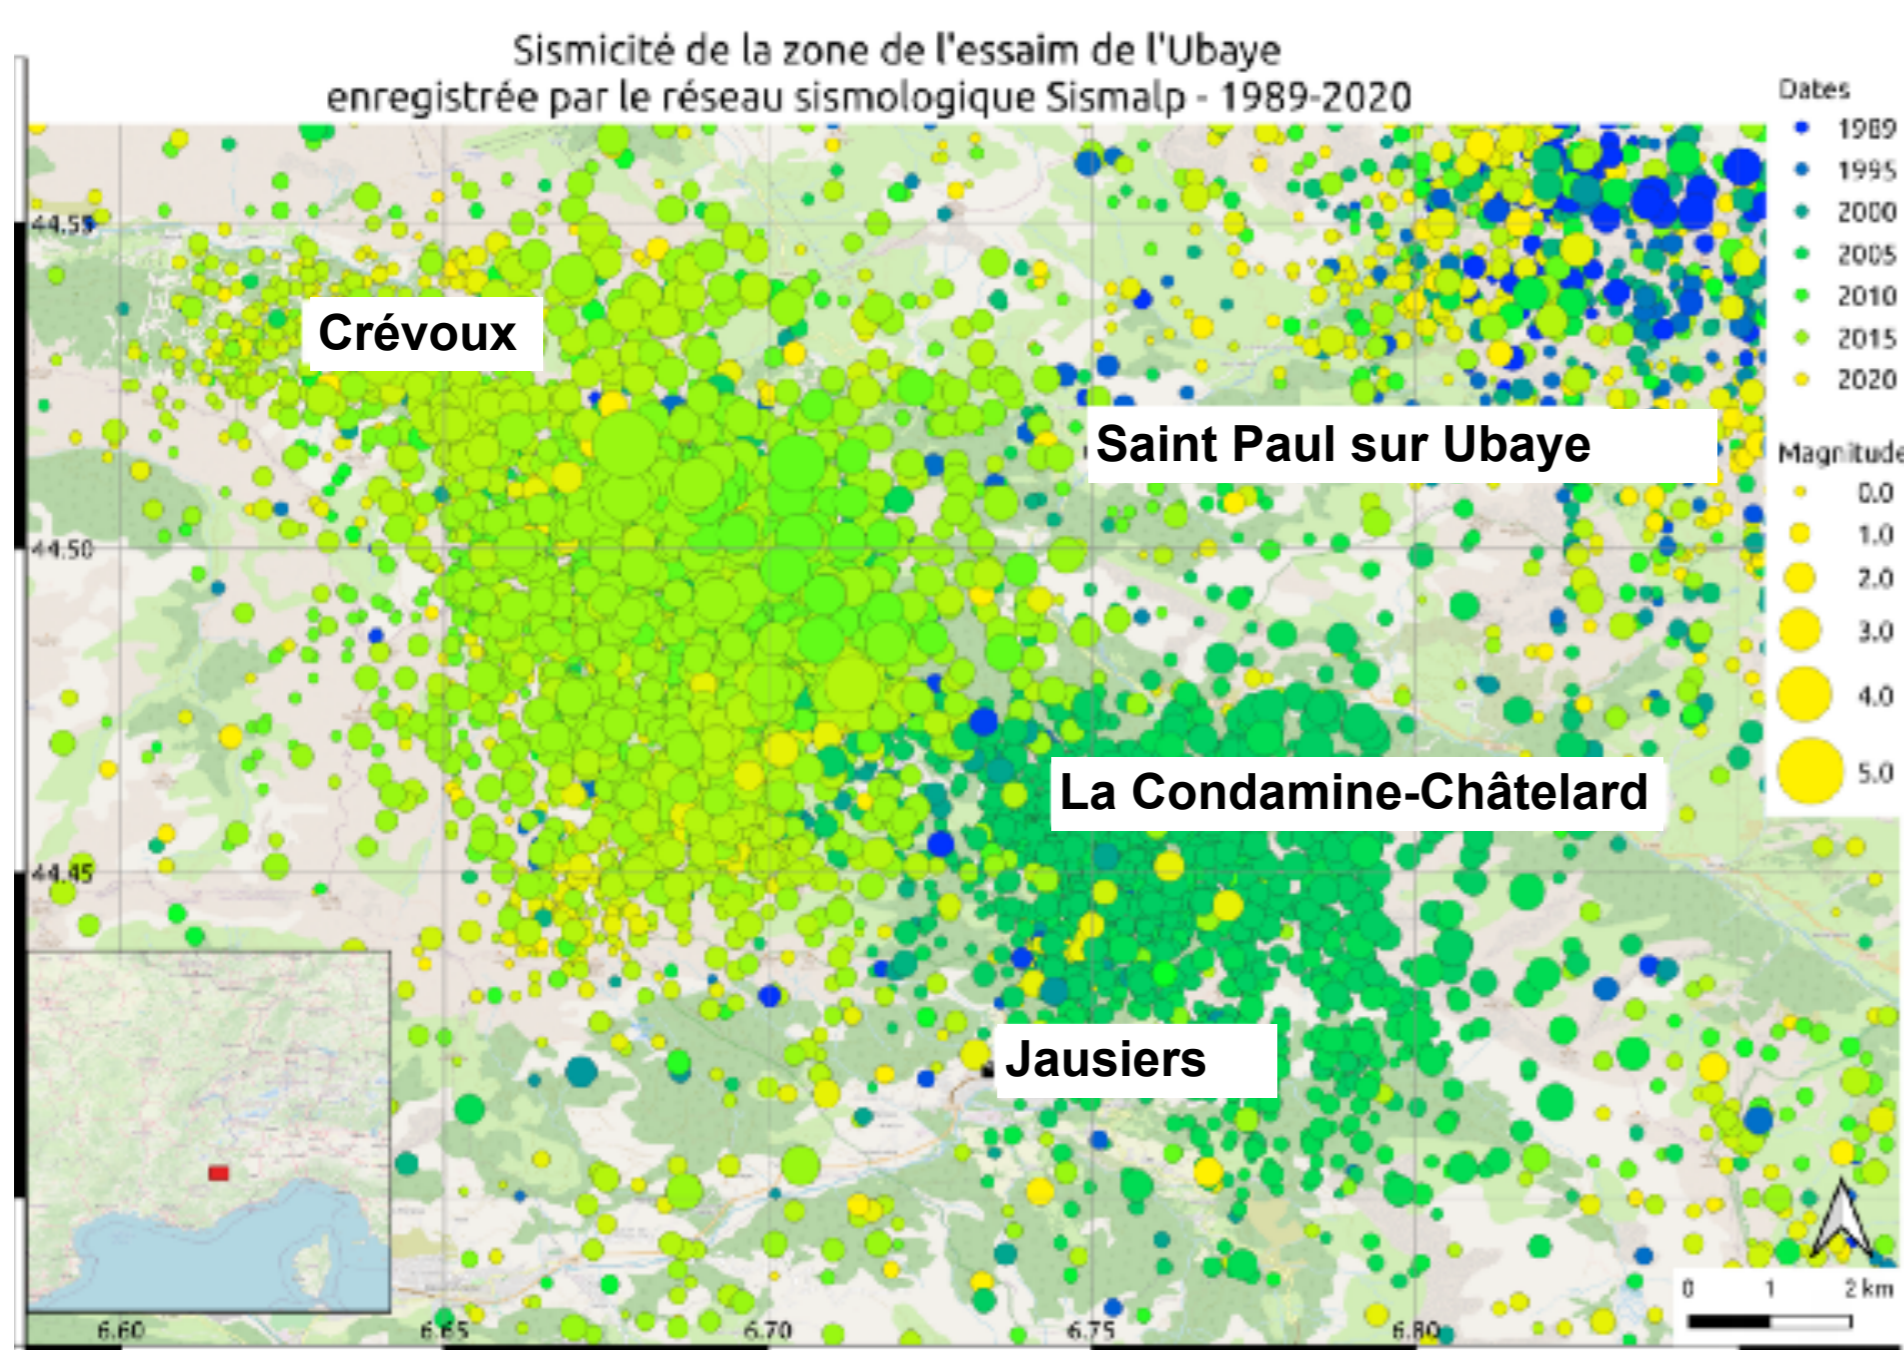 Sismicité de la zone de l'essaim de l'Ubaye
enregistrée par le réseau sismologique Sismalp - 1989-2020
Dates
1989
1995
2000
2005
2010
2015
2020
Magnitude
0.0
1.0
2.0
3.0
4.0
5.0
44.55
44.50
44.45
Crévoux
Saint Paul sur Ubaye
La Condamine-Châtelard
Jausiers
0 1 2 km
6.60 6.65 6.70 6.75 6.80